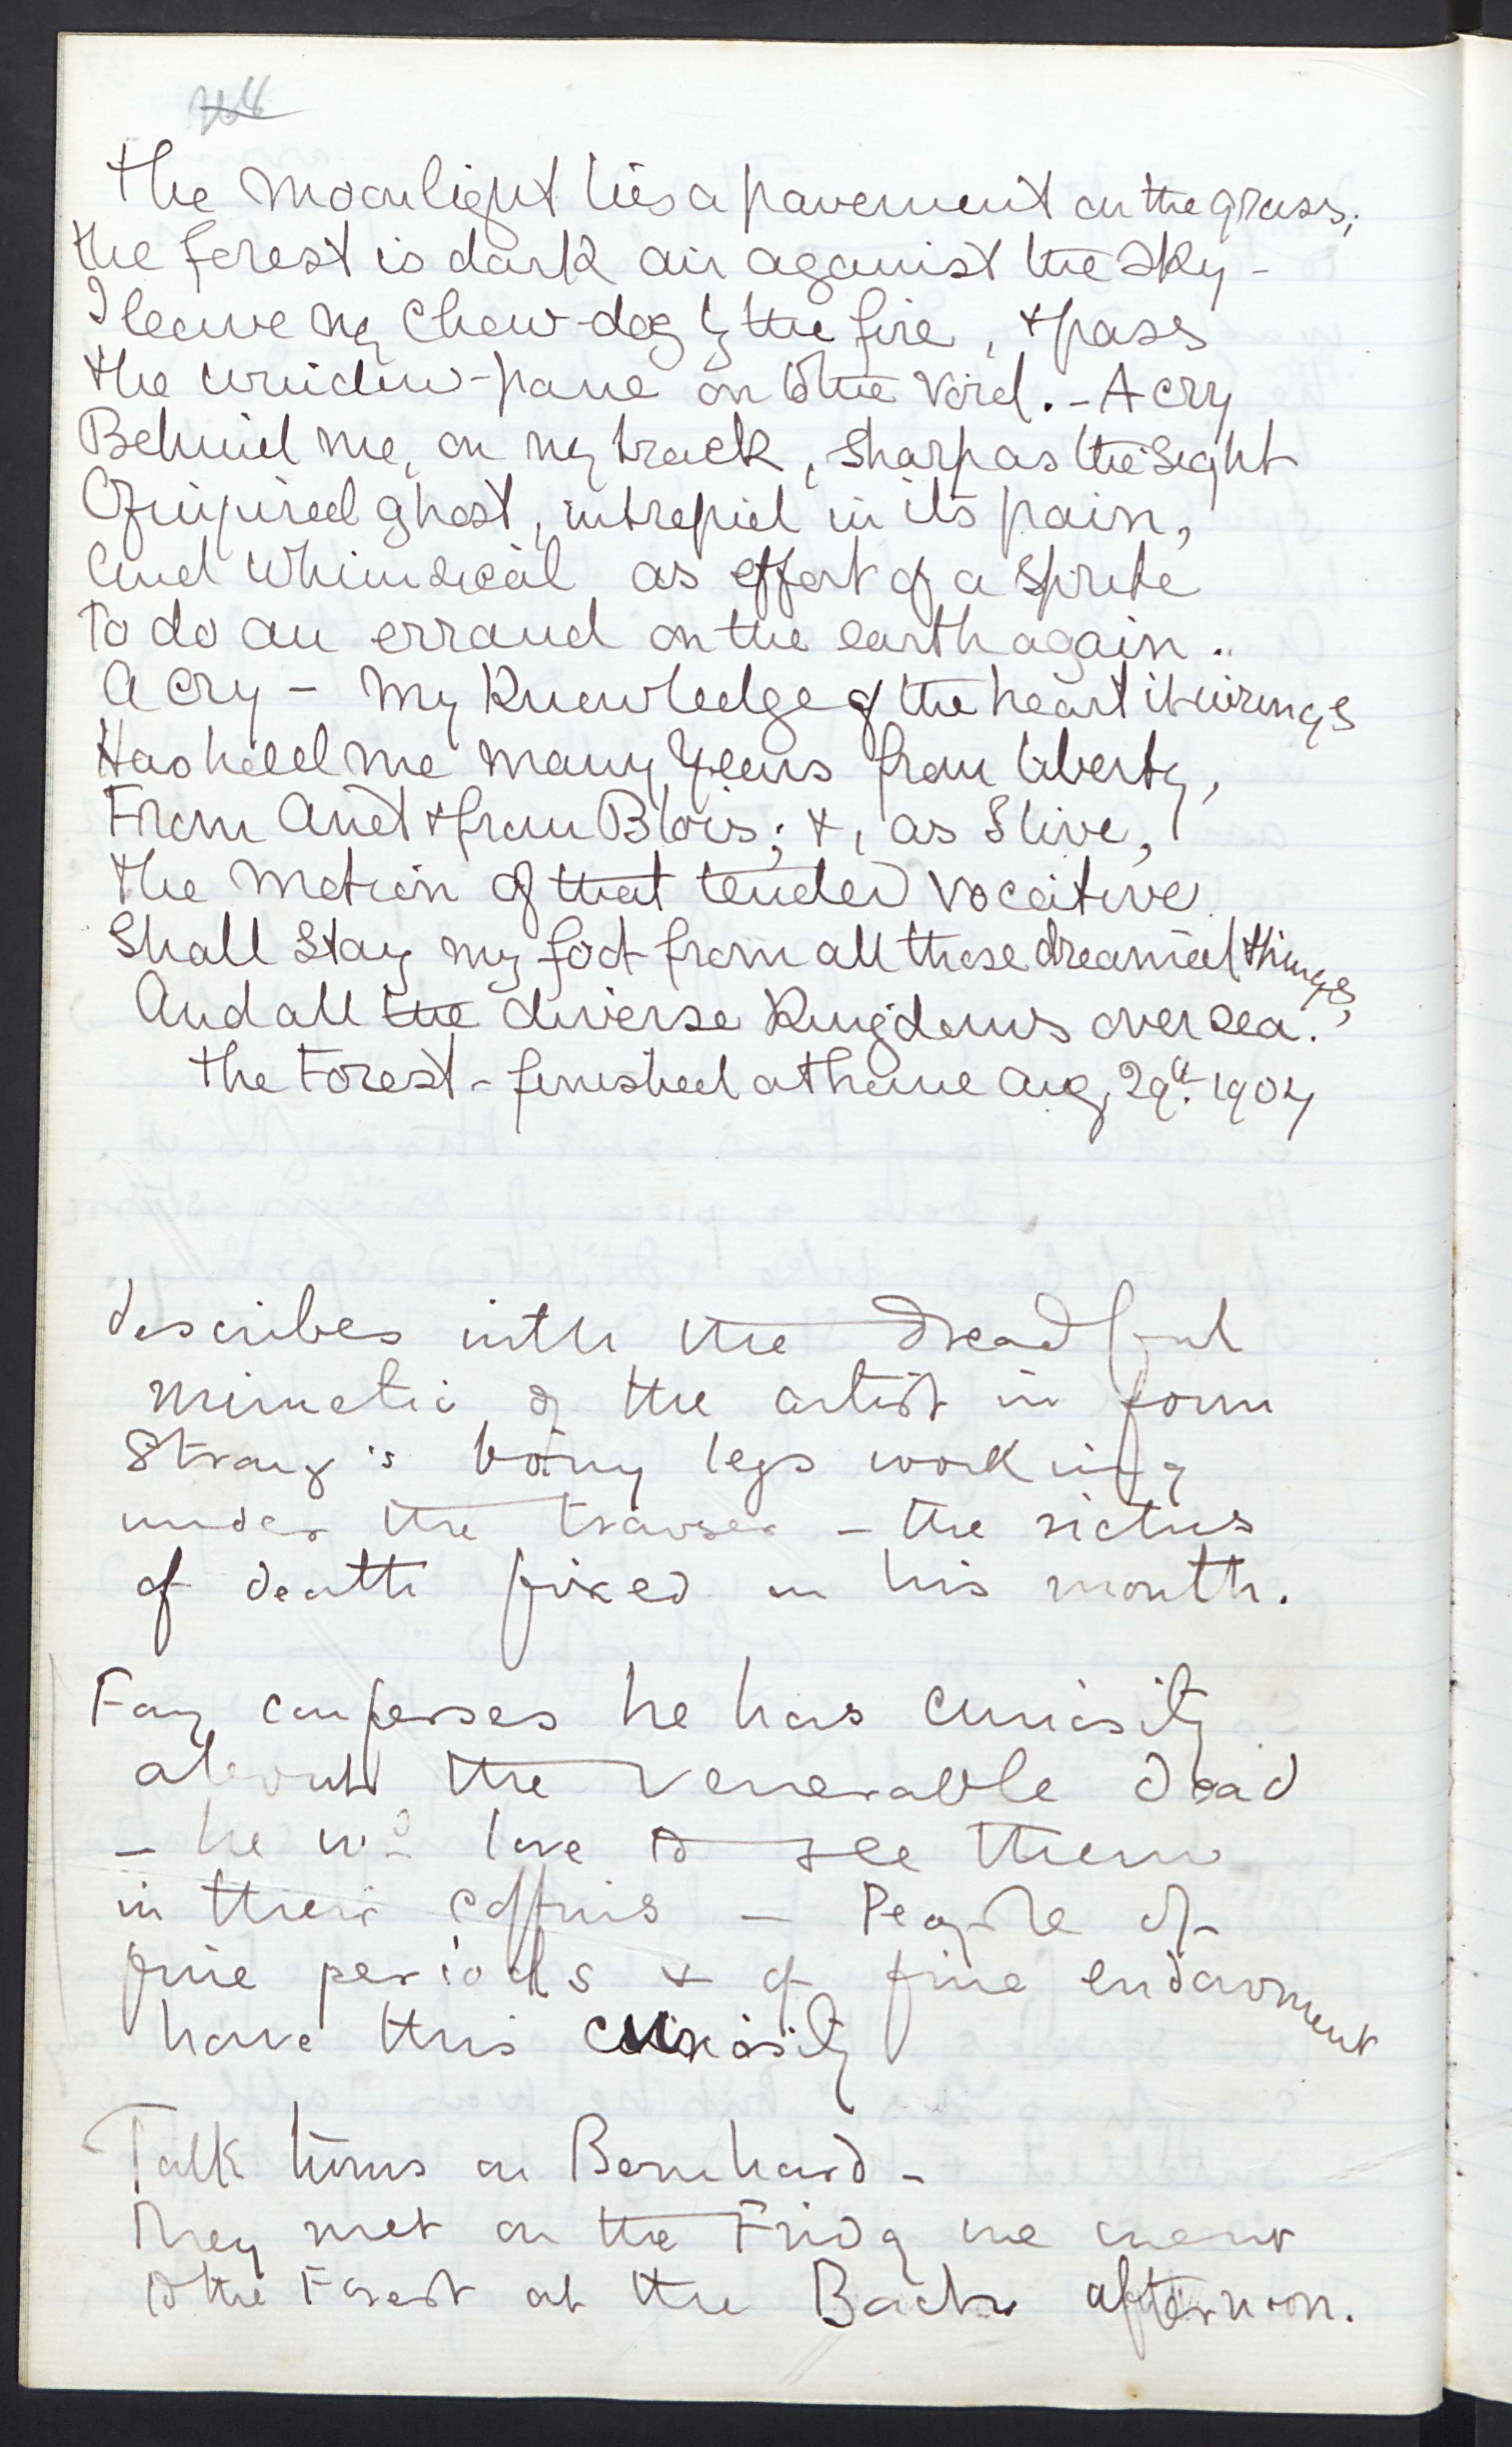 The moonlight lies a pavement on the grass,
the forest is dark air against the sky -
I leave my Chow-dog by the fire, & pass
the window-pane on to the void. - A cry
Behind me, on my track, sharp as the sight
Of injured ghost, intrepid in its pain,
And whimsical as effort of a sprite
To do an errand on the earth again..
A cry - My knowledge of the heart it wrings
Has held me many years from liberty,
From Anet & from Blois; &, as I live,
The motion of that tender vocative
Shall stay my foot from all those dreamed things,
And all the diverse Kingdoms over sea.
The Forest - finished at home Aug. 29th 1904
describes with the dreadful
mimetic of the artist in form
Strang's bony legs working
under the trouser - the rictus
of death fixed in his mouth.
Fay confesses he has curiosity
about the venerable dead
- he wd love to see them
in their coffins - People of
fine periods & of fine endowment
have this curiosity
Talk turns on Bernhard -
They met on the Friday we went
to the Forest at the Bach afternoon.